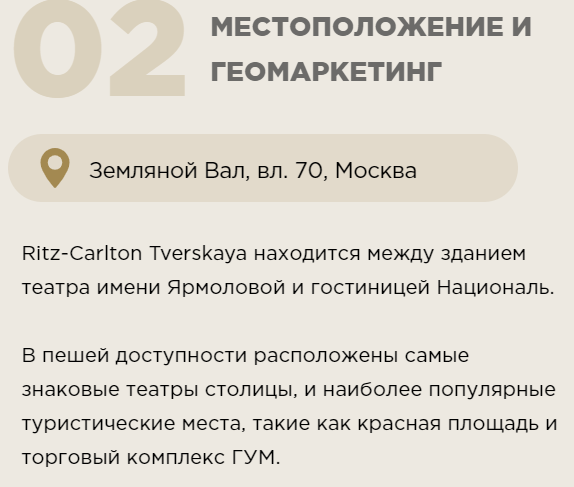 02
МЕСТОПОЛОЖЕНИЕ И
ГЕОМАРКЕТИНГ
Земляной Вал, вл. 70, Москва
Ritz-Carlton Tverskaya находится между зданием
театра имени Ярмоловой и гостиницей Националь.
В пешей доступности расположены самые
знаковые театры столицы, и наиболее популярные
туристические места, такие как красная площадь и
торговый комплекс ГУМ.